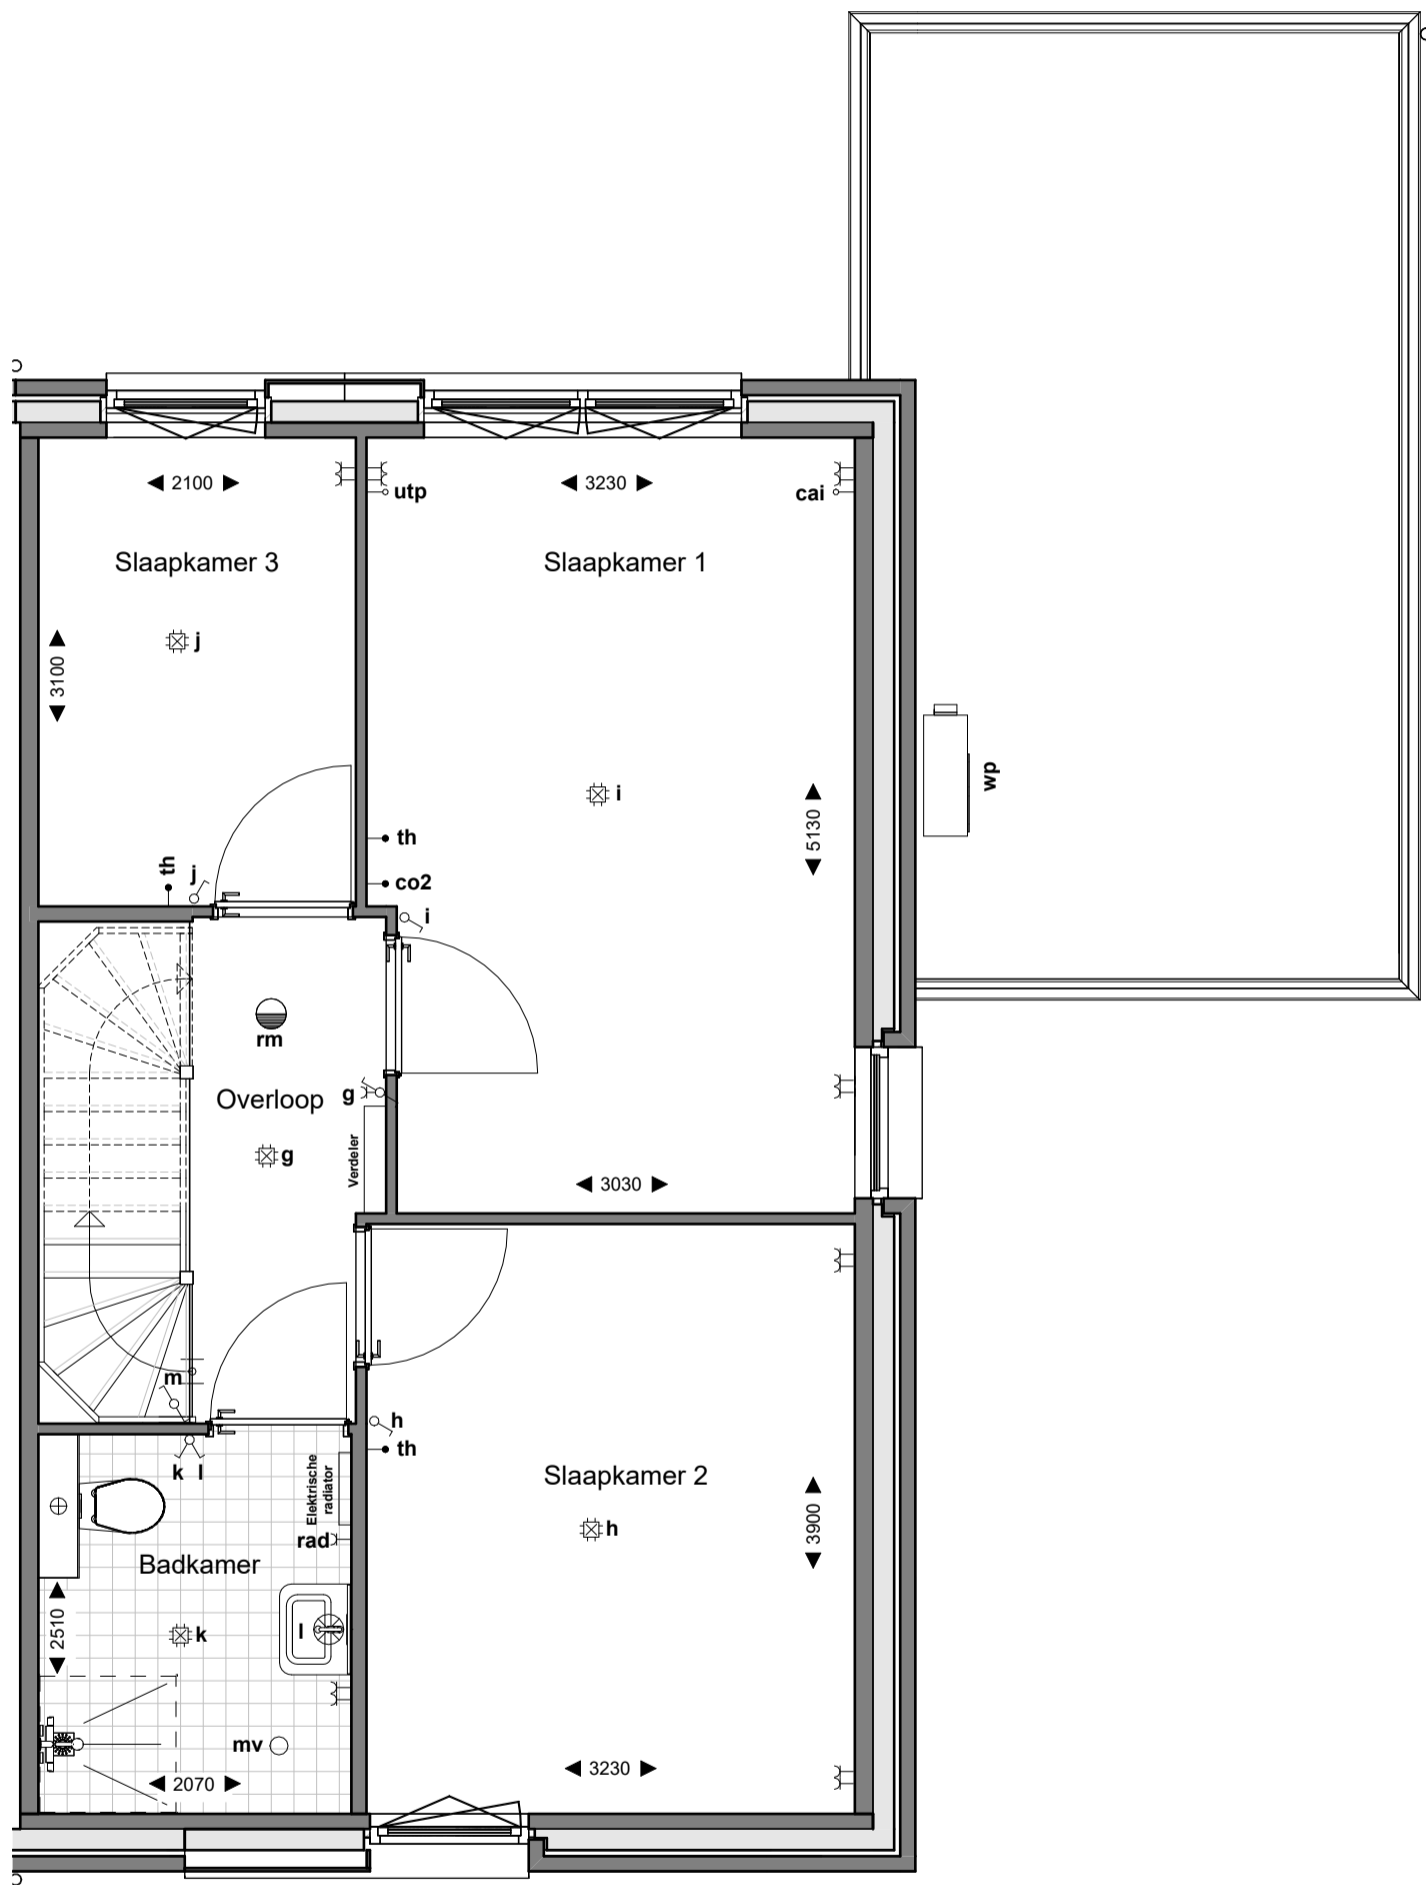 2100
utp
3230
cai
Slaapkamer 3
Slaapkamer 1
j
3100
i
wp
5130
th
th
j
co2
i
rm
g
Overloop
g
Verdeler
3030
m
h
k l
th
Elektrische
radiator
Slaapkamer 2
h
3900
rad
Badkamer
2510
k
l
mv
3230
2070